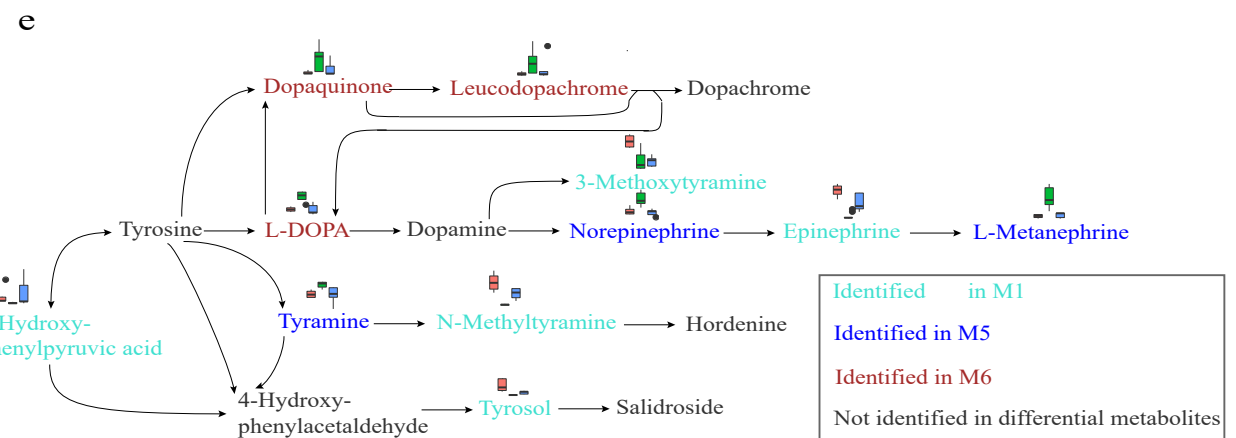 e
Dopaquinone
Leucodopachrome
Dopachrome
3-Methoxytyramine
Tyrosine
L-DOPA
Dopamine
Norepinephrine
Epinephrine
L-Metanephrine
Hydroxy-
henylpyruvic acid
Tyramine
N-Methyltyramine
Hordenine
4-Hydroxy-
phenylacetaldehyde
Tyrosol
Salidroside
Identified in M1
Identified in M5
Identified in M6
Not identified in differential metabolites